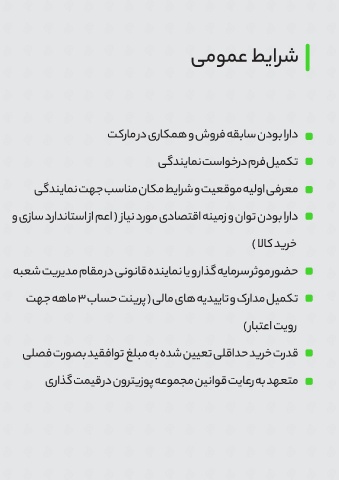 شرایط عمومی
دارا بودن سابقه فروش و همکاری در مارکت
تکمیل فرم درخواست نمایندگی
معرفی اولیه موقعیت و شرایط مکان مناسب جهت نمایندگی
دارا بودن توان و زمینه اقتصادی مورد نیاز ( اعم از استاندارد سازی و
خرید کالا )
حضور موثر سرمایه گذار و یا نماینده قانونی در مقام مدیریت شعبه
تکمیل مدارک و تاییدیه های مالی ( پرینت حساب ۳ ماهه جهت
رویت اعتبار)
قدرت خرید حداقلی تعیین شده به مبلغ توافقید بصورت فصلی
متعهد به رعایت قوانین مجموعه پوزیترون در قیمت گذاری